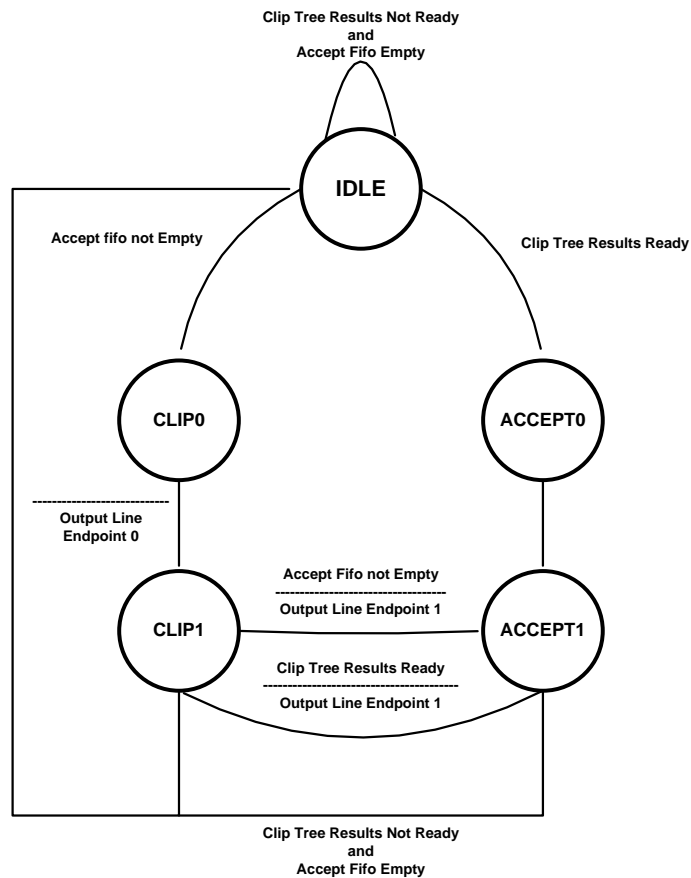 Clip Tree Results Not Ready
and
Accept Fifo Empty
IDLE
Accept fifo not Empty
Clip Tree Results Ready
CLIP0
ACCEPT0
----------------------------
Output Line
Endpoint 0
Accept Fifo not Empty
-----------------------------------
Output Line Endpoint 1
CLIP1
ACCEPT1
Clip Tree Results Ready
----------------------------------------
Output Line Endpoint 1
Clip Tree Results Not Ready
and
Accept Fifo Empty